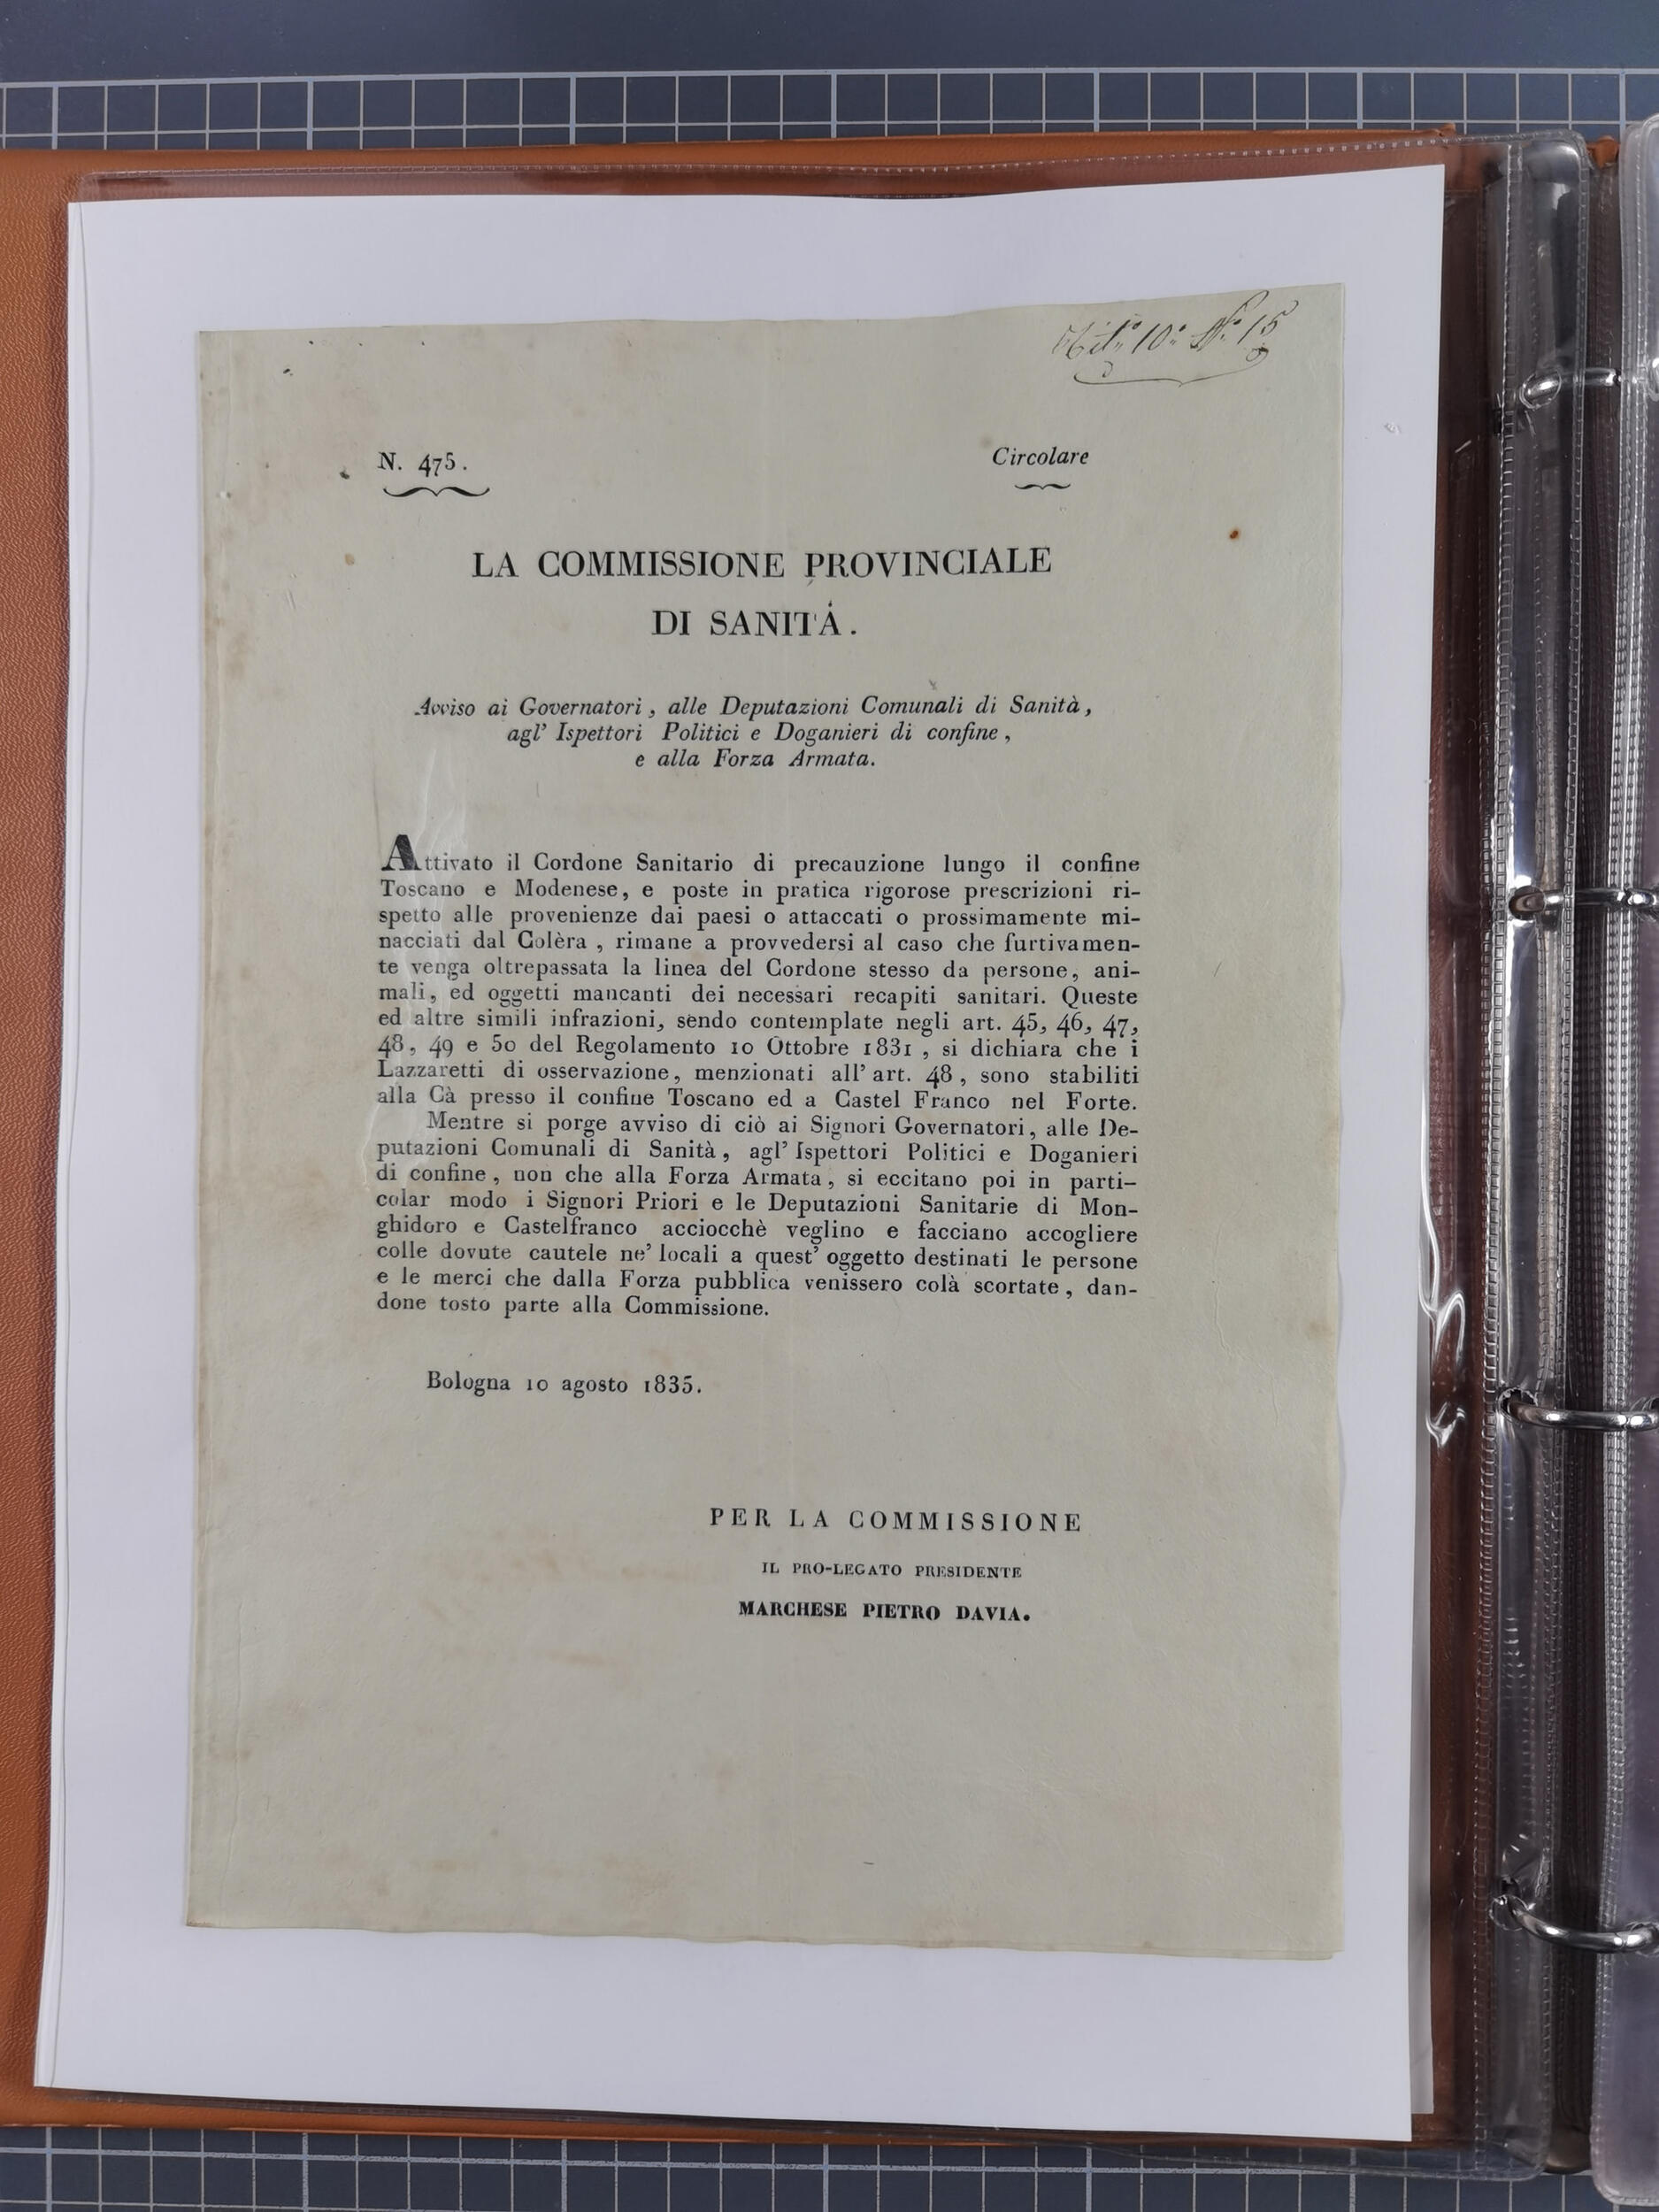 Tit.° 10.° N.° 15
N. 475.
Circolare
LA COMMISSIONE PROVINCIALE
DI SANITÀ.
Avviso ai Governatori, alle Deputazioni Comunali di Sanità,
agl' Ispettori Politici e Doganieri di confine,
e alla Forza Armata.
Attivato il Cordone Sanitario di precauzione lungo il confine
Toscano e Modenese, e poste in pratica rigorose prescrizioni ri-
spetto alle provenienze dai paesi o attaccati o prossimamente mi-
nacciati dal Colèra, rimane a provvedersi al caso che furtivamen-
te venga oltrepassata la linea del Cordone stesso da persone, ani-
mali, ed oggetti mancanti dei necessari recapiti sanitari. Queste
ed altre simili infrazioni, sendo contemplate negli art. 45, 46, 47,
48, 49 e 50 del Regolamento 10 Ottobre 1831, si dichiara che i
Lazzaretti di osservazione, menzionati all' art. 48, sono stabiliti
alla Cà presso il confine Toscano ed a Castel Franco nel Forte.
Mentre si porge avviso di ciò ai Signori Governatori, alle De-
putazioni Comunali di Sanità, agl' Ispettori Politici e Doganieri
di confine, non che alla Forza Armata, si eccitano poi in parti-
colar modo i Signori Priori e le Deputazioni Sanitarie di Mon-
ghidoro e Castelfranco acciocchè veglino e facciano accogliere
colle dovute cautele ne' locali a quest' oggetto destinati le persone
e le merci che dalla Forza pubblica venissero colà scortate, dan-
done tosto parte alla Commissione.
Bologna 10 agosto 1835.
PER LA COMMISSIONE
IL PRO-LEGATO PRESIDENTE
MARCHESE PIETRO DAVIA.